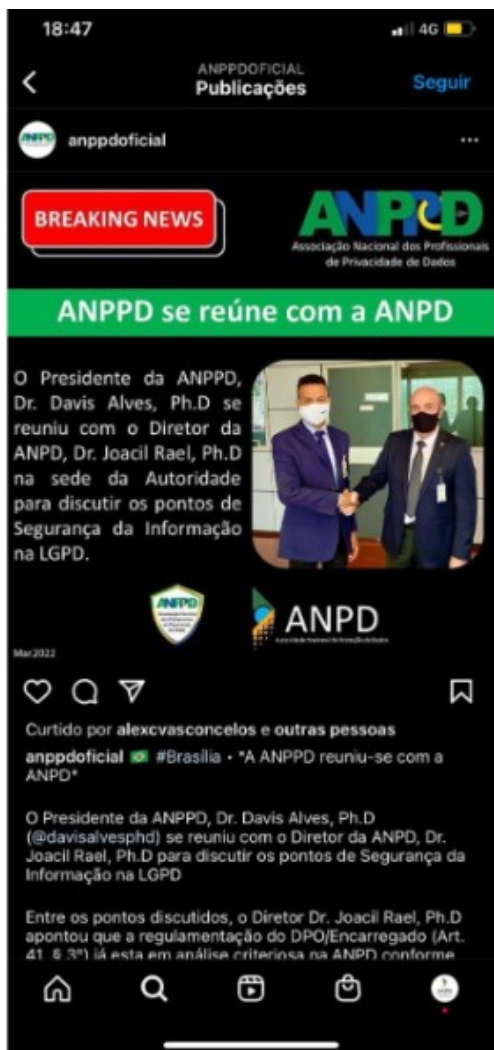 18:47
4G
ANPPDOFICIAL
Publicações
Seguir
ANPPD
anppdoficial
BREAKING NEWS
ANPPD
Associação Nacional dos Profissionais
de Privacidade de Dados
ANPPD se reúne com a ANPD
O Presidente da ANPPD,
Dr. Davis Alves, Ph.D se
reuniu com o Diretor da
ANPD, Dr. Joacil Rael, Ph.D
na sede da Autoridade
para discutir os pontos de
Segurança da Informação
na LGPD.
ANPPD
ANPD
Mar.2022
Curtido por alexcvasconcelos e outras pessoas
anppdoficial 🇧🇷 #Brasília • *A ANPPD reuniu-se com a
ANPD*
O Presidente da ANPPD, Dr. Davis Alves, Ph.D
(@davisalvesphd) se reuniu com o Diretor da ANPD, Dr.
Joacil Rael, Ph.D para discutir os pontos de Segurança da
Informação na LGPD
Entre os pontos discutidos, o Diretor Dr. Joacil Rael, Ph.D
apontou que a regulamentação do DPO/Encarregado (Art.
41, § 3°) já esta em análise criteriosa na ANPD conforme